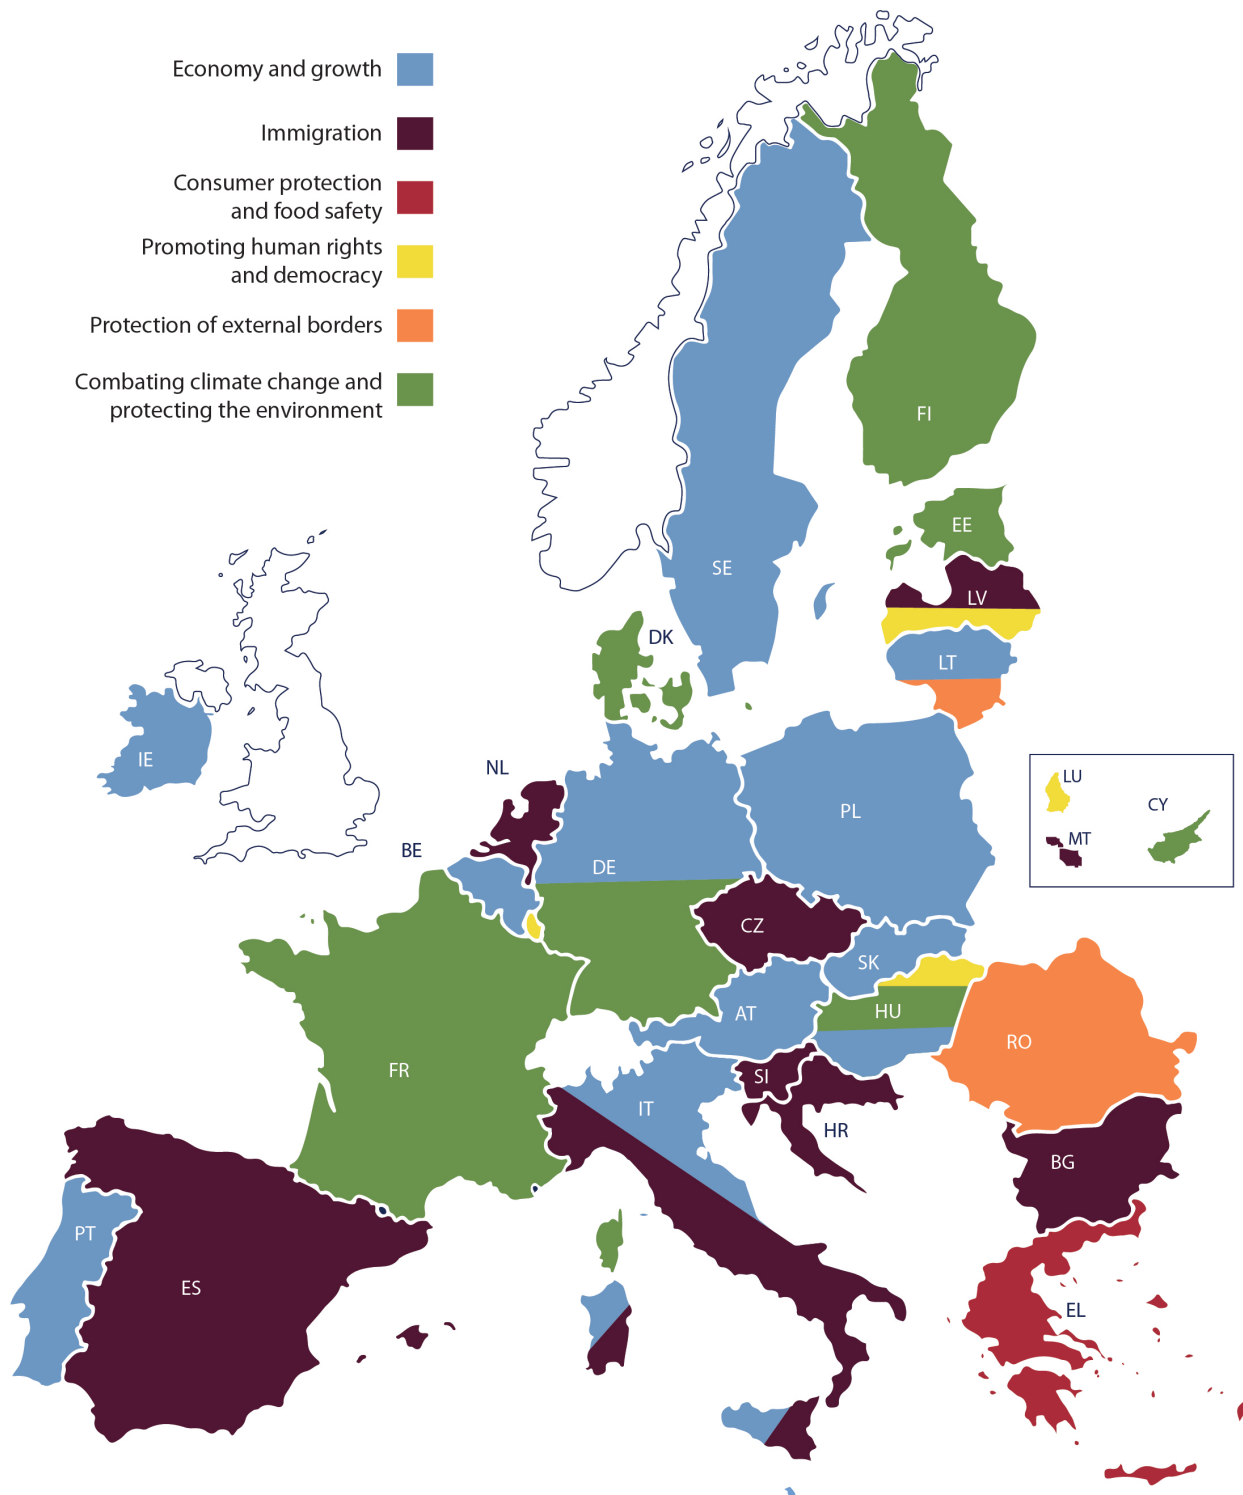 Economy and growth
Immigration
Consumer protection
and food safety
Promoting human rights
and democracy
Protection of external borders
Combating climate change and
protecting the environment
FI
EE
SE
LV
DK
LT
IE
NL
LU
CY
PL
MT
BE
DE
CZ
SK
HU
AT
RO
FR
SI
IT
HR
BG
PT
ES
EL